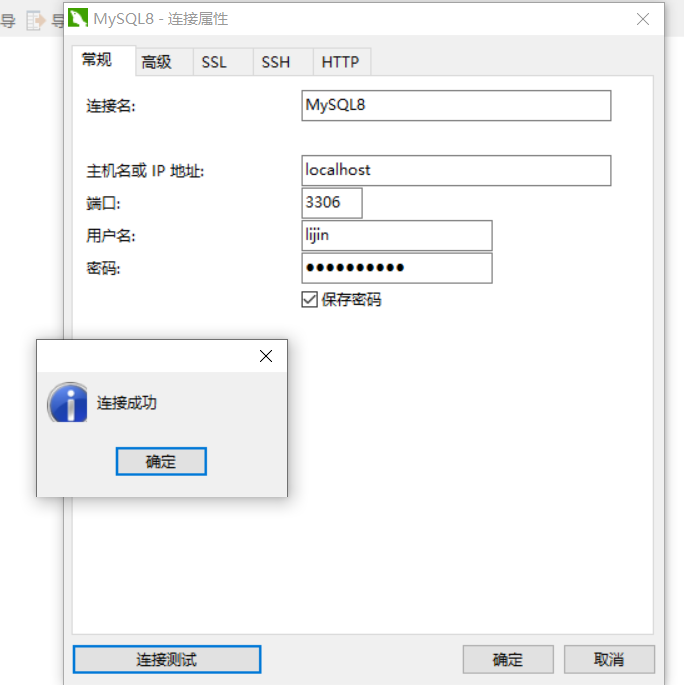 导 导
MySQL8 - 连接属性
常规 高级 SSL SSH HTTP
连接名: MySQL8
主机名或 IP 地址: localhost
端口: 3306
用户名: lijin
密码: ●●●●●●●●●●
保存密码
连接成功
确定
连接测试 确定 取消